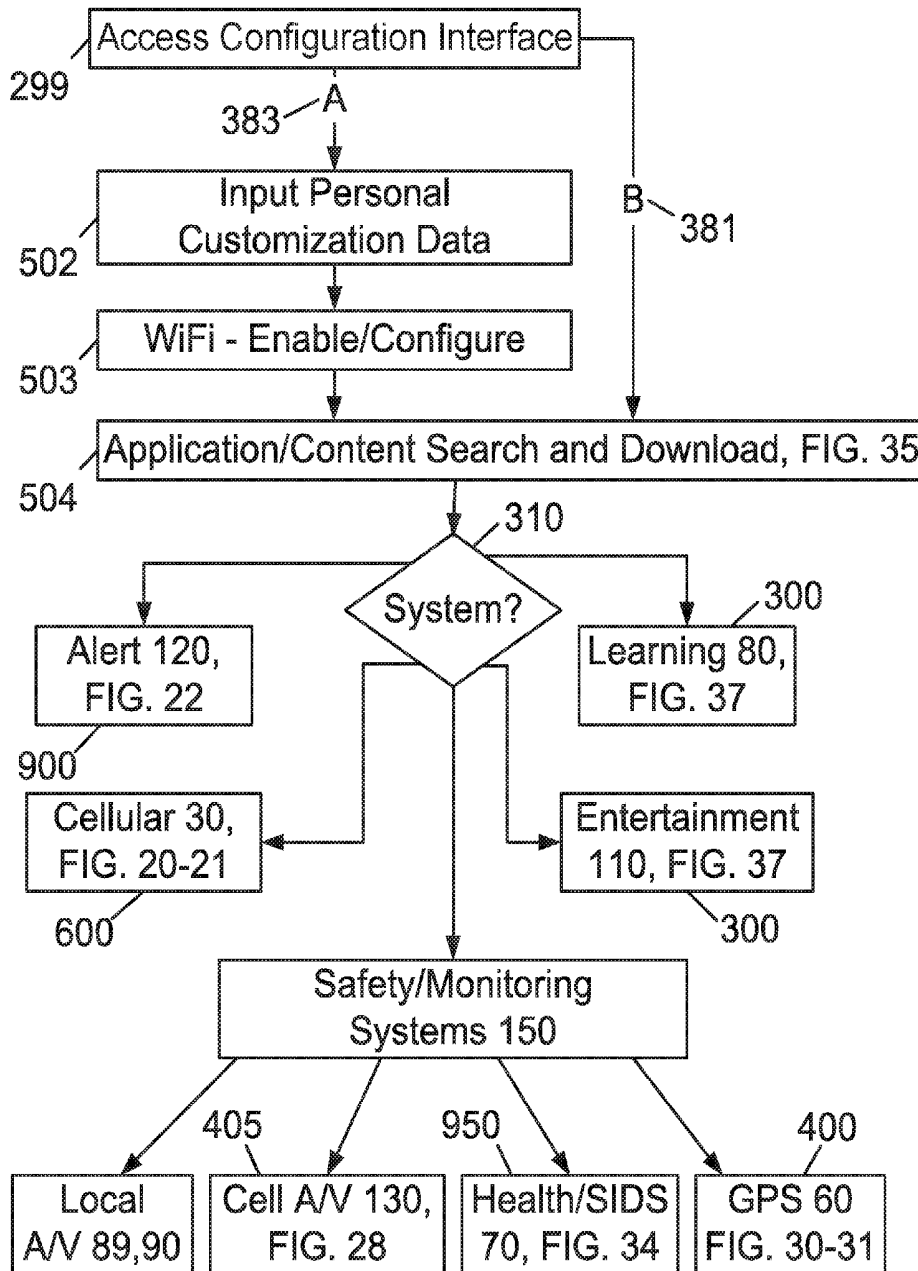 Access Configuration Interface
299
383
A
Input Personal
Customization Data
B
381
502
WiFi - Enable/Configure
503
Application/Content Search and Download, FIG. 35
504
310
System?
300
Alert 120,
FIG. 22
Learning 80,
FIG. 37
900
Cellular 30,
FIG. 20-21
Entertainment
110, FIG. 37
600
300
Safety/Monitoring
Systems 150
405
950
400
Local
A/V 89,90
Cell A/V 130,
FIG. 28
Health/SIDS
70, FIG. 34
GPS 60
FIG. 30-31